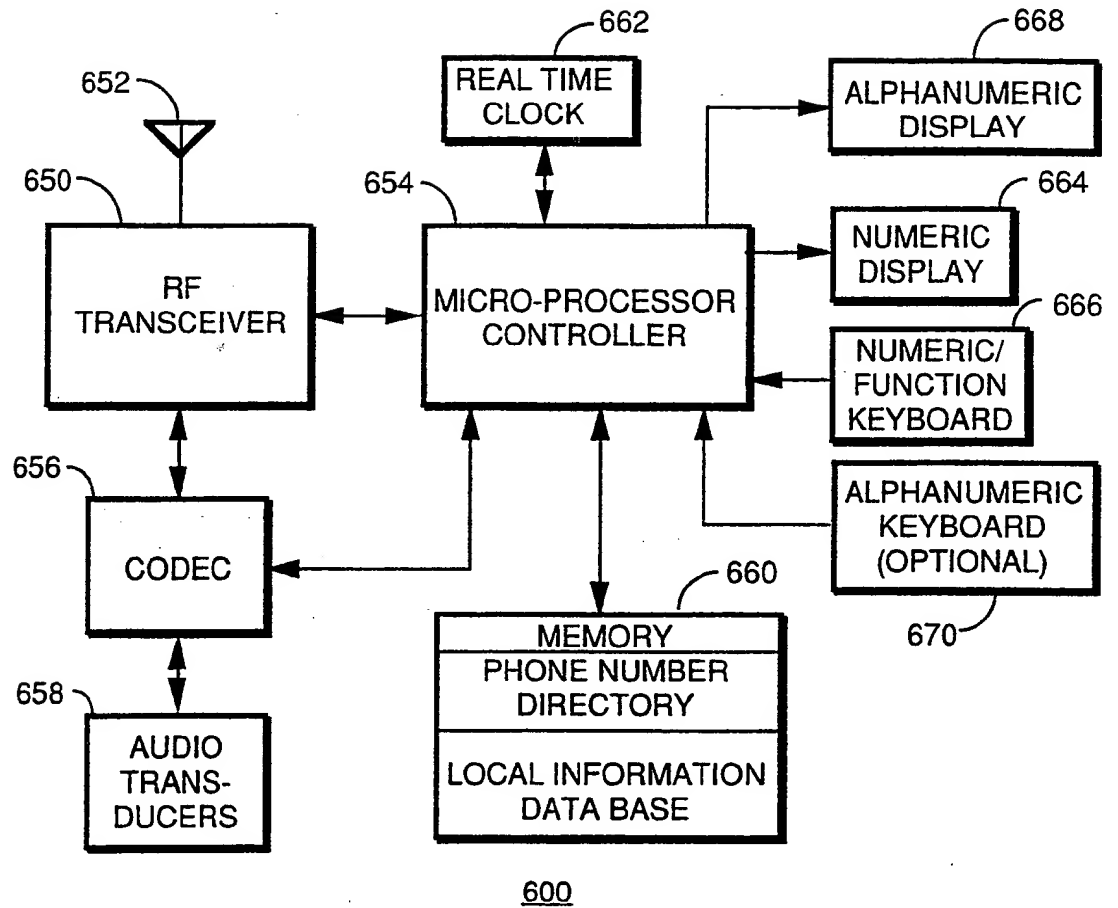 662
668
652
REAL TIME
CLOCK
ALPHANUMERIC
DISPLAY
650
654
664
RF
TRANSCEIVER
MICRO-PROCESSOR
CONTROLLER
NUMERIC
DISPLAY
666
NUMERIC/
FUNCTION
KEYBOARD
656
CODEC
ALPHANUMERIC
KEYBOARD
(OPTIONAL)
660
670
MEMORY
PHONE NUMBER
DIRECTORY
LOCAL INFORMATION
DATA BASE
658
AUDIO
TRANS-
DUCERS
600